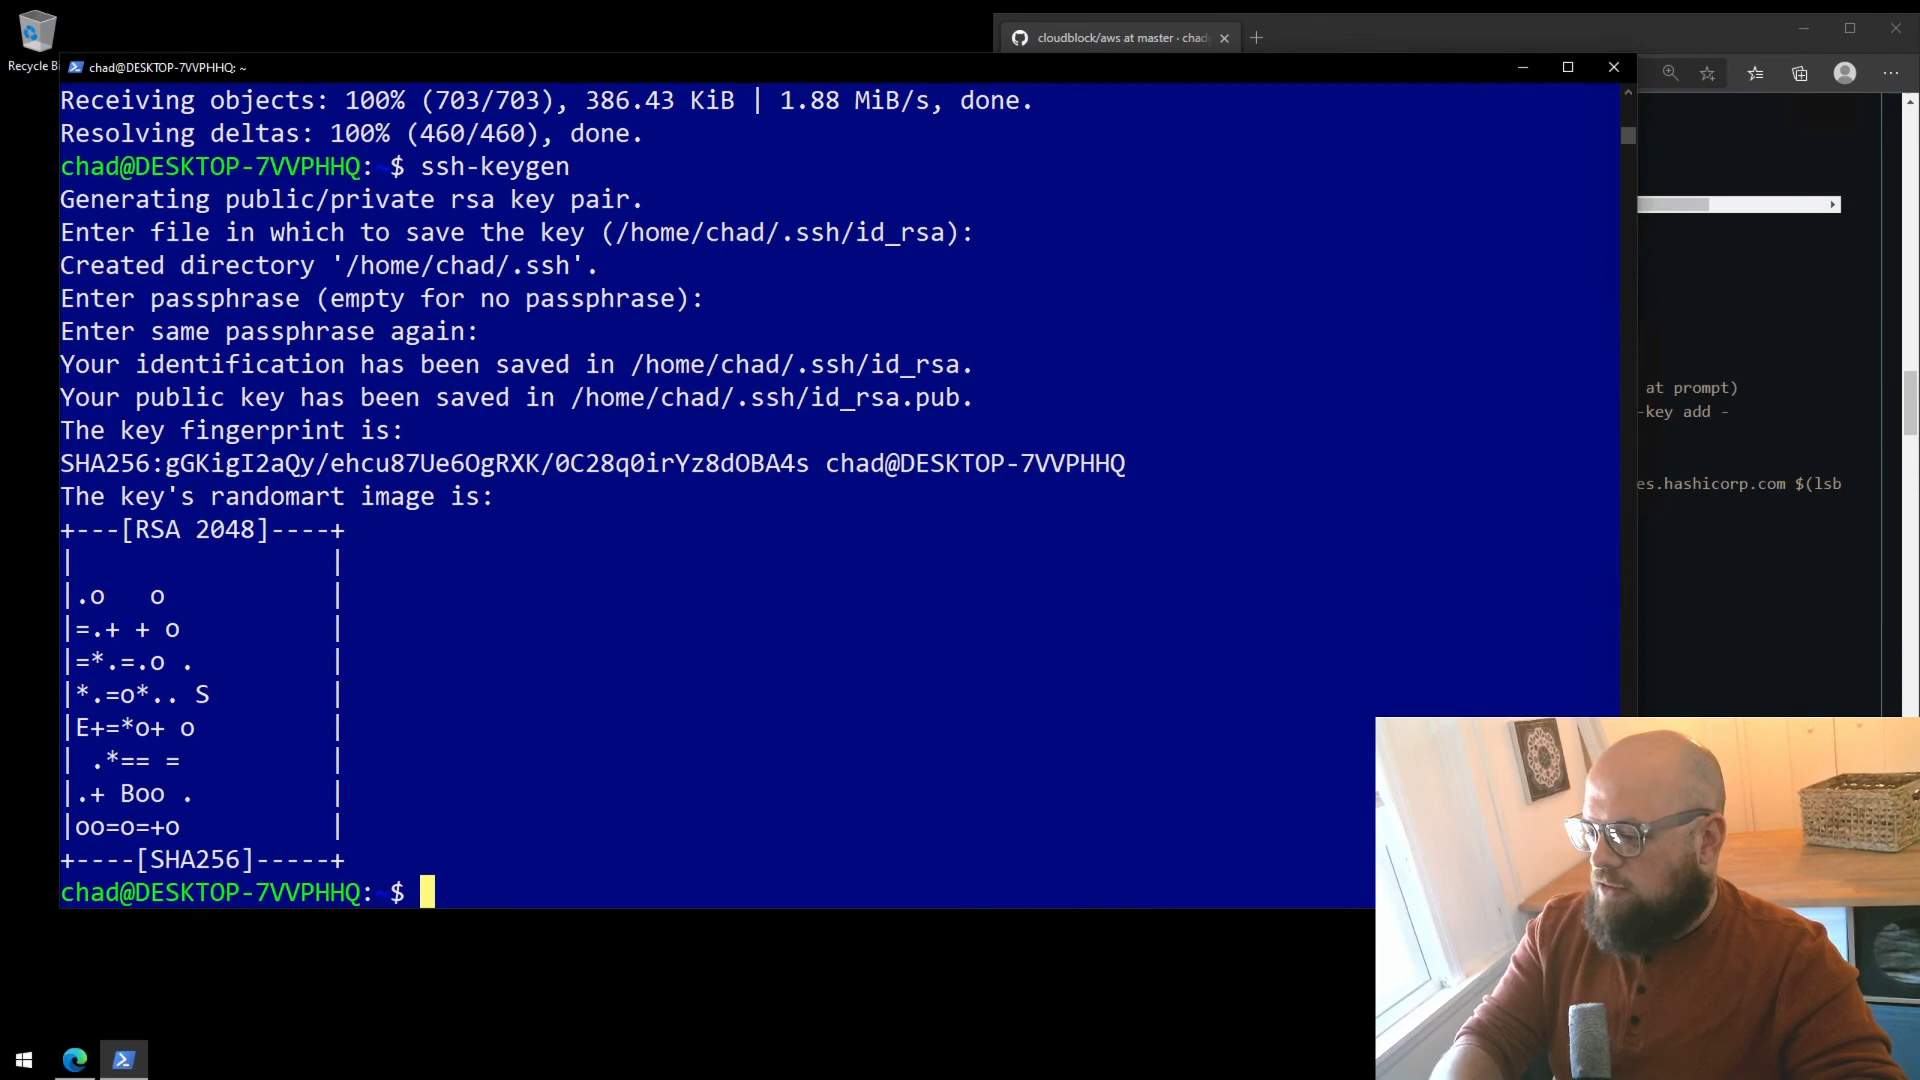 cloudblock/aws at master · chad
Recycle Bi
chad@DESKTOP-7VVPHHQ: ~
Receiving objects: 100% (703/703), 386.43 KiB | 1.88 MiB/s, done.
Resolving deltas: 100% (460/460), done.
chad@DESKTOP-7VVPHHQ:~$ ssh-keygen
Generating public/private rsa key pair.
Enter file in which to save the key (/home/chad/.ssh/id_rsa):
Created directory '/home/chad/.ssh'.
Enter passphrase (empty for no passphrase):
Enter same passphrase again:
Your identification has been saved in /home/chad/.ssh/id_rsa.
Your public key has been saved in /home/chad/.ssh/id_rsa.pub.
The key fingerprint is:
SHA256:gGKigI2aQy/ehcu87Ue6OgRXK/0C28q0irYz8dOBA4s chad@DESKTOP-7VVPHHQ
The key's randomart image is:
+---[RSA 2048]----+
|                 |
|.o   o           |
|=.+ + o          |
|=*.=.o .         |
|*.=o*.. S        |
|E+=*o+ o         |
| .*== =          |
|.+ Boo .         |
|oo=o=+o          |
+----[SHA256]-----+
chad@DESKTOP-7VVPHHQ:~$
at prompt)
-key add -
es.hashicorp.com $(lsb